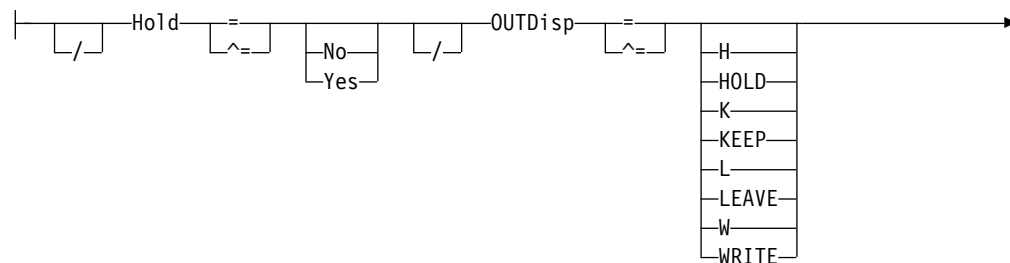 Hold = No / OUTDisp = H
/ ^= Yes ^= HOLD
K
KEEP
L
LEAVE
W
WRITE